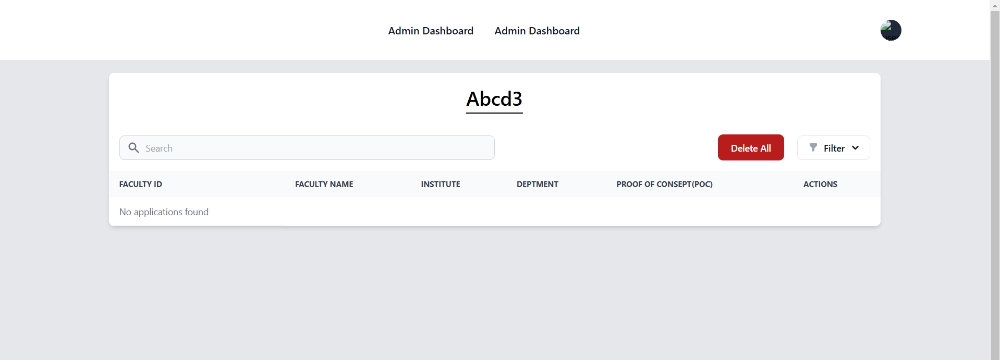 Admin Dashboard Admin Dashboard
user
Abcd3
Search Delete All Filter
FACULTY ID FACULTY NAME INSTITUTE DEPTMENT PROOF OF CONSEPT(POC) ACTIONS
No applications found